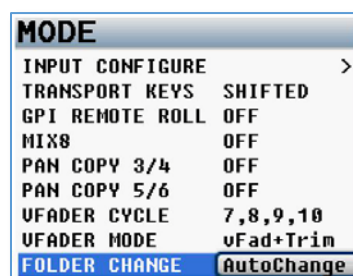 MODE
INPUT CONFIGURE >
TRANSPORT KEYS SHIFTED
GPI REMOTE ROLL OFF
MIX8 OFF
PAN COPY 3/4 OFF
PAN COPY 5/6 OFF
VFADER CYCLE 7,8,9,10
VFADER MODE vFad+Trim
FOLDER CHANGE AutoChange